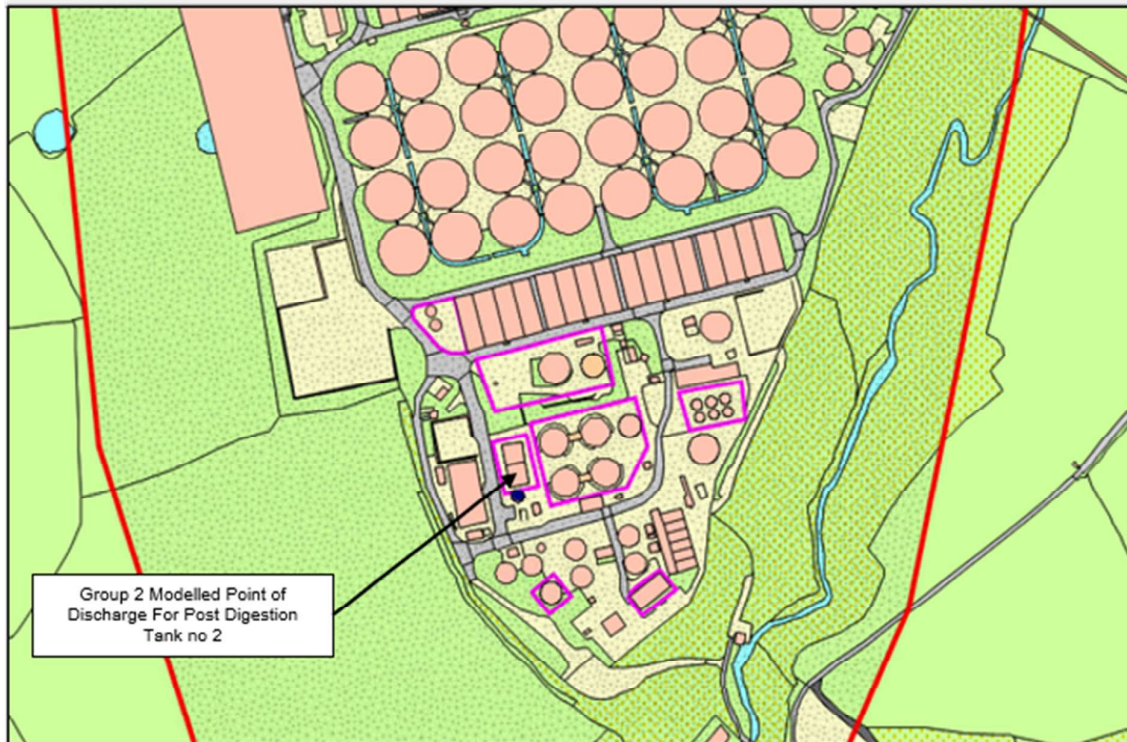 Group 2 Modelled Point of
Discharge For Post Digestion
Tank no 2